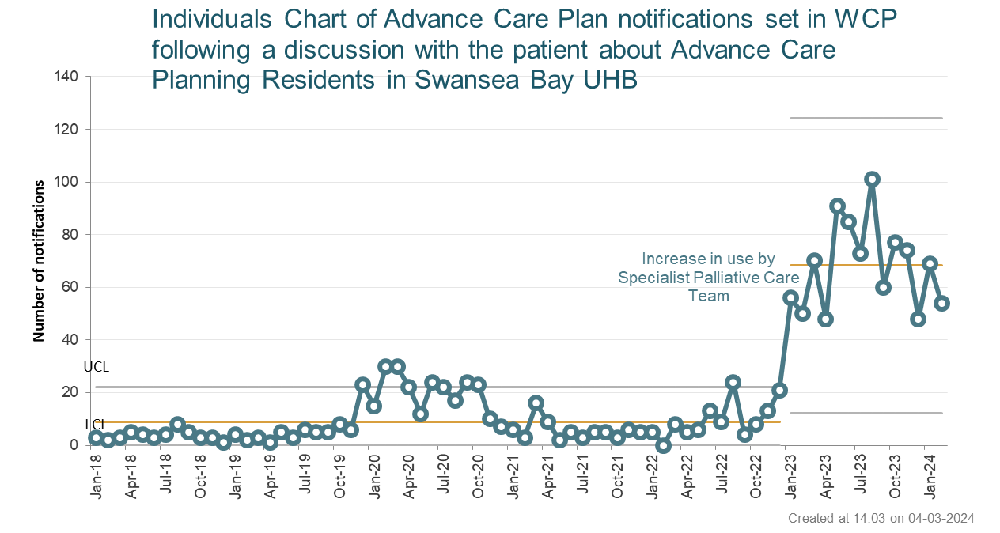 Individuals Chart of Advance Care Plan notifications set in WCP
following a discussion with the patient about Advance Care
Planning Residents in Swansea Bay UHB
140
120
100
80
60
40
20
0
Number of notifications
UCL
LCL
Increase in use by
Specialist Palliative Care
Team
Jan-18
Apr-18
Jul-18
Oct-18
Jan-19
Apr-19
Jul-19
Oct-19
Jan-20
Apr-20
Jul-20
Oct-20
Jan-21
Apr-21
Jul-21
Oct-21
Jan-22
Apr-22
Jul-22
Oct-22
Jan-23
Apr-23
Jul-23
Oct-23
Jan-24
Created at 14:03 on 04-03-2024